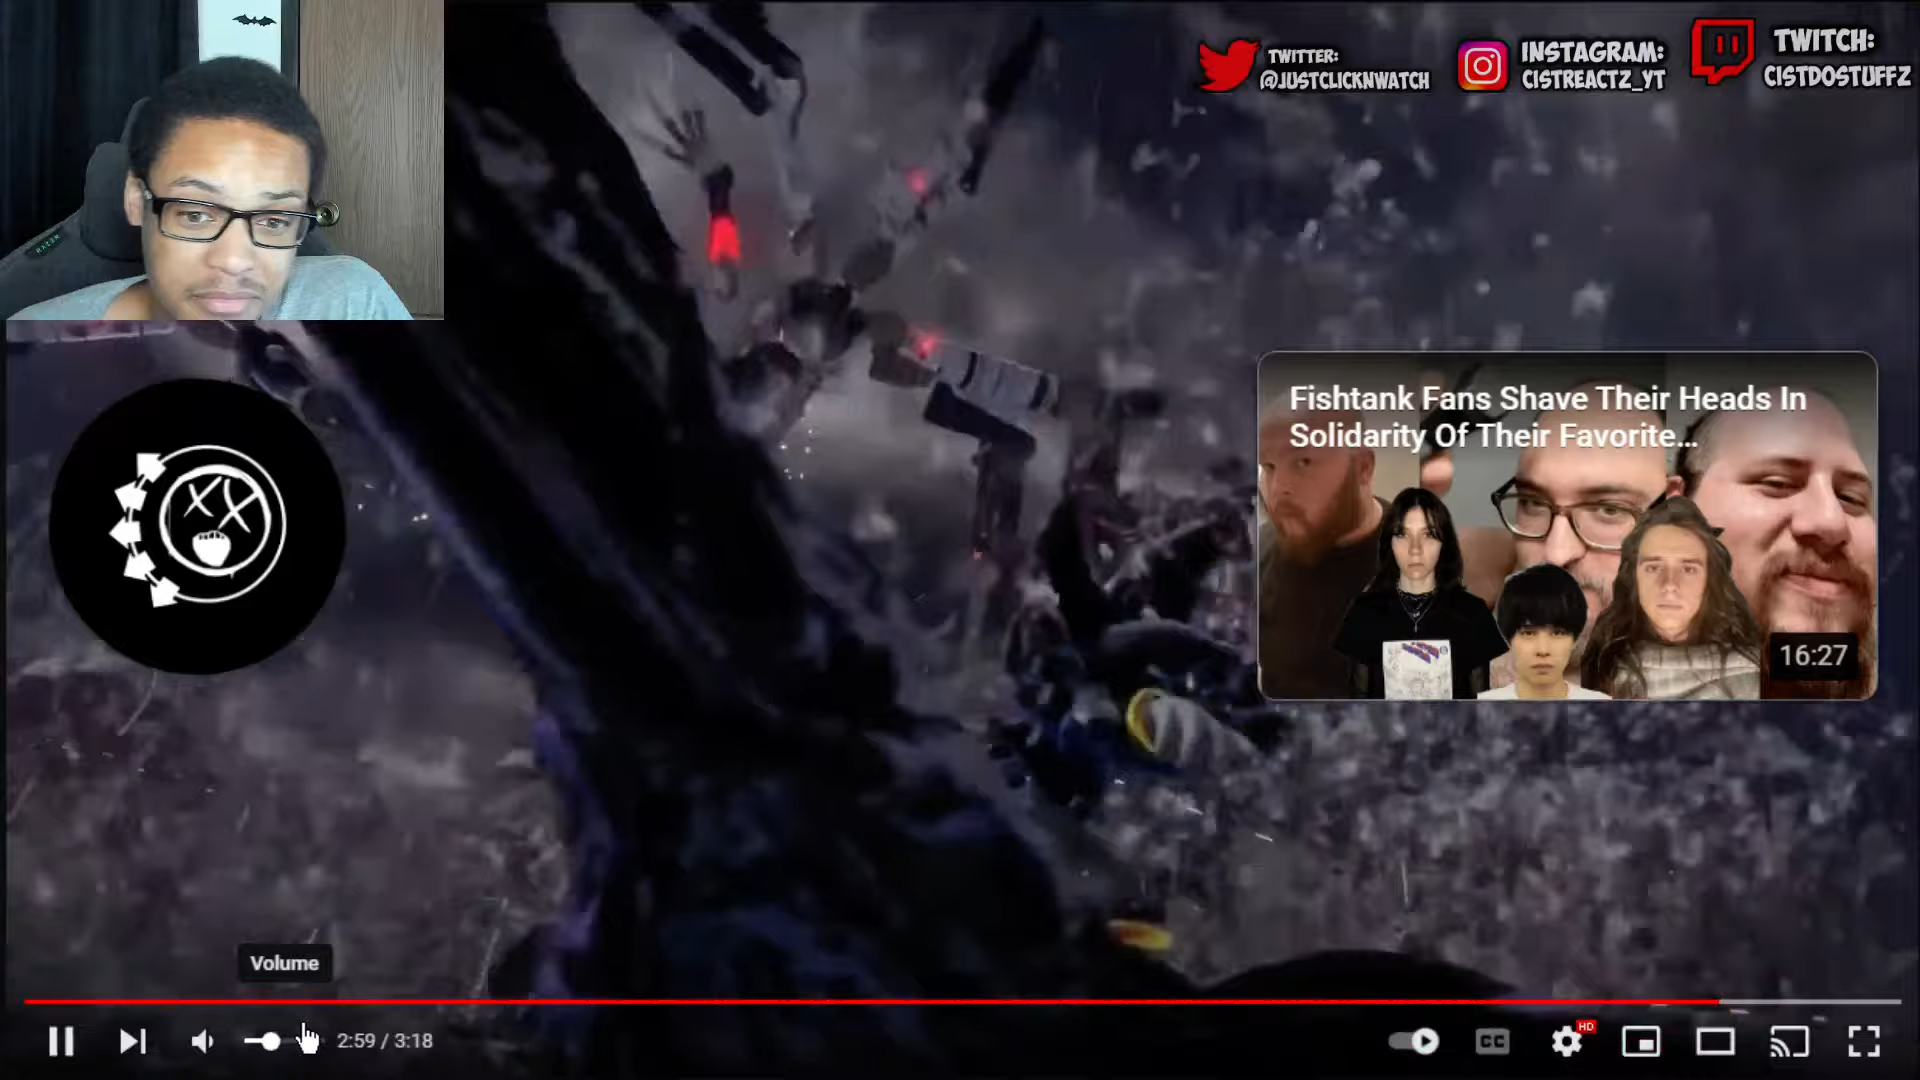 TWITTER:
@JUSTCLICKNWATCH
INSTAGRAM:
CISTREACTZ_YT
TWITCH:
CISTDOSTUFFZ
RAZER
Fishtank Fans Shave Their Heads In
Solidarity Of Their Favorite...
16:27
Volume
2:59 / 3:18
CC
HD